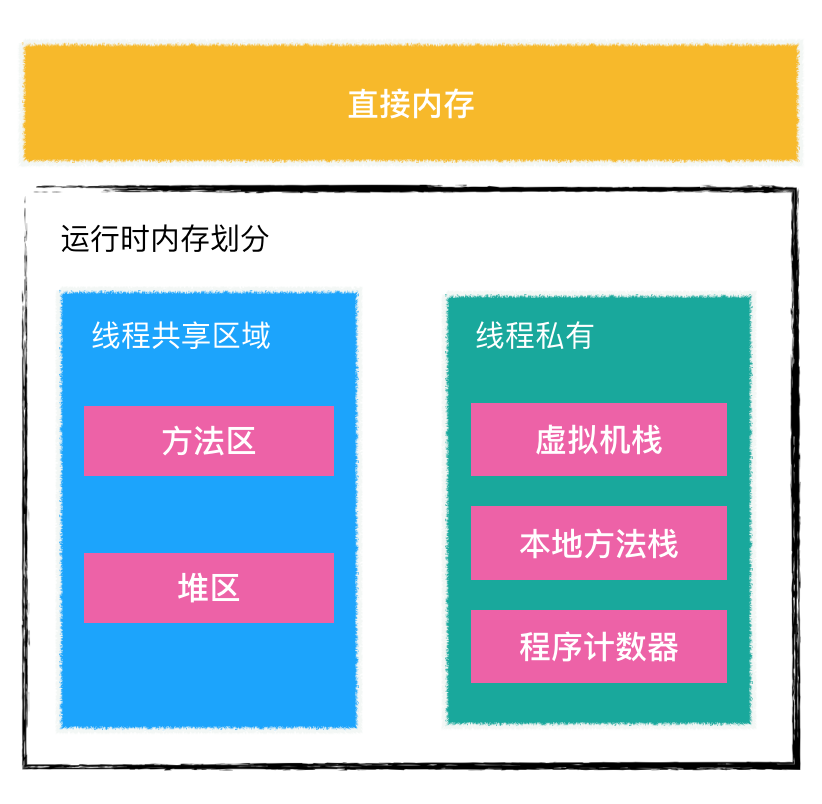 直接内存
运行时内存划分
线程共享区域
方法区
堆区
线程私有
虚拟机栈
本地方法栈
程序计数器